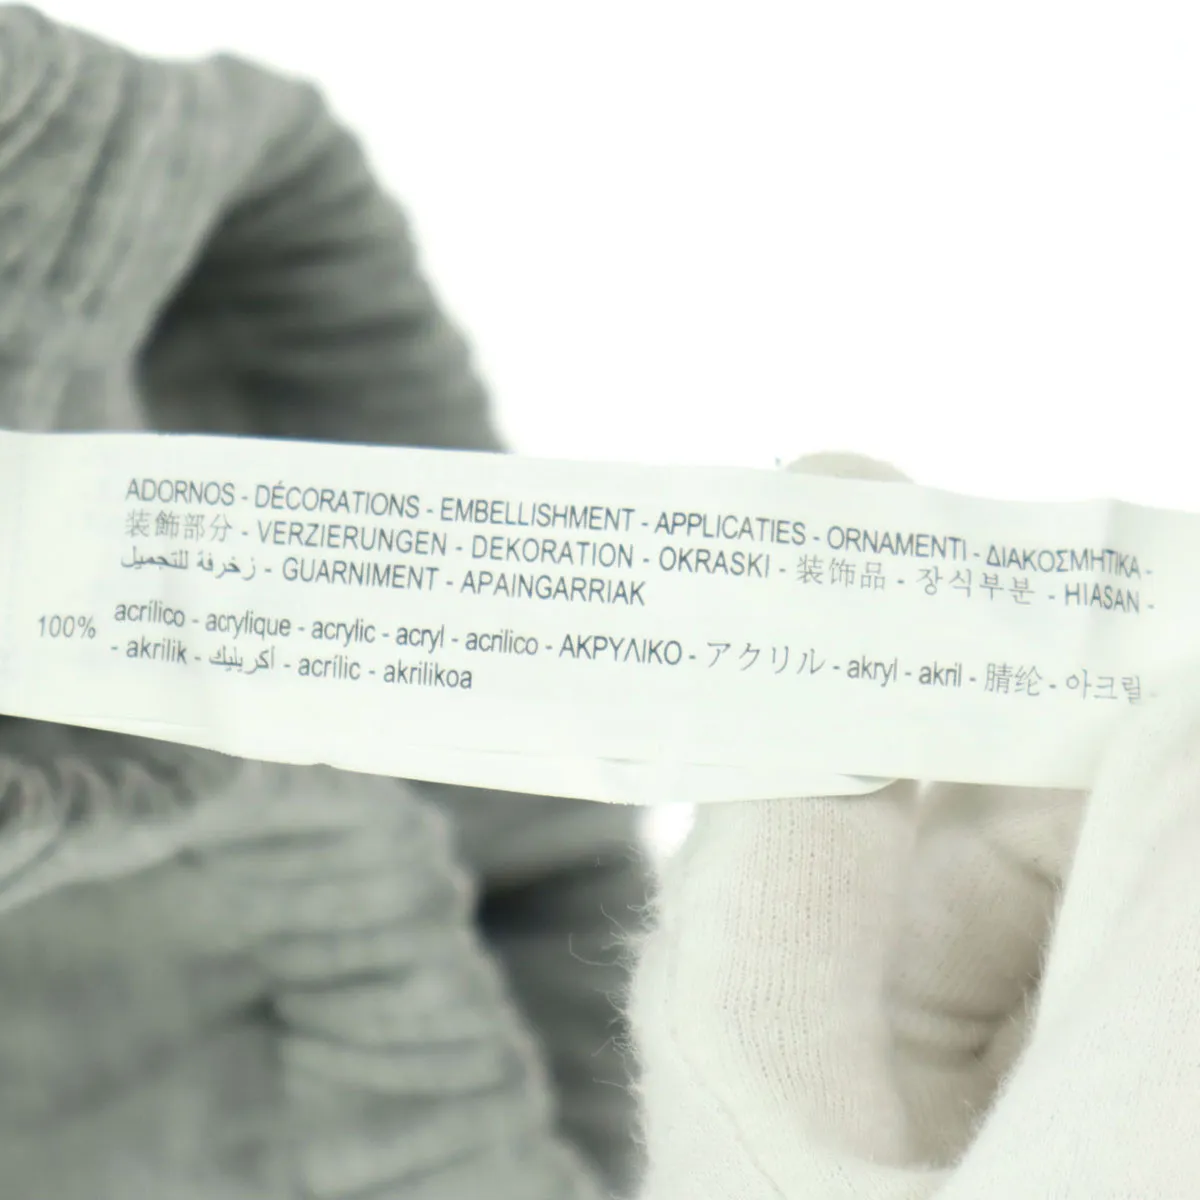 ADORNOS - DÉCORATIONS - EMBELLISHMENT - APPLICATIES - ORNAMENTI - ΔΙΑΚΟΣΜΗΤΙΚΑ -
装飾部分 - VERZIERUNGEN - DEKORATION - OKRASKI - 装饰品 - 장식부분 - HIASAN -
زخرفة للتجميل - GUARNIMENT - APAINGARRIAK
100% acrílico - acrylique - acrylic - acryl - acrilico - ΑΚΡΥΛΙΚΟ - アクリル - akryl - akril - 腈纶 - 아크릴 -
- akrilik - أكريليك - acrílic - akrilikoa